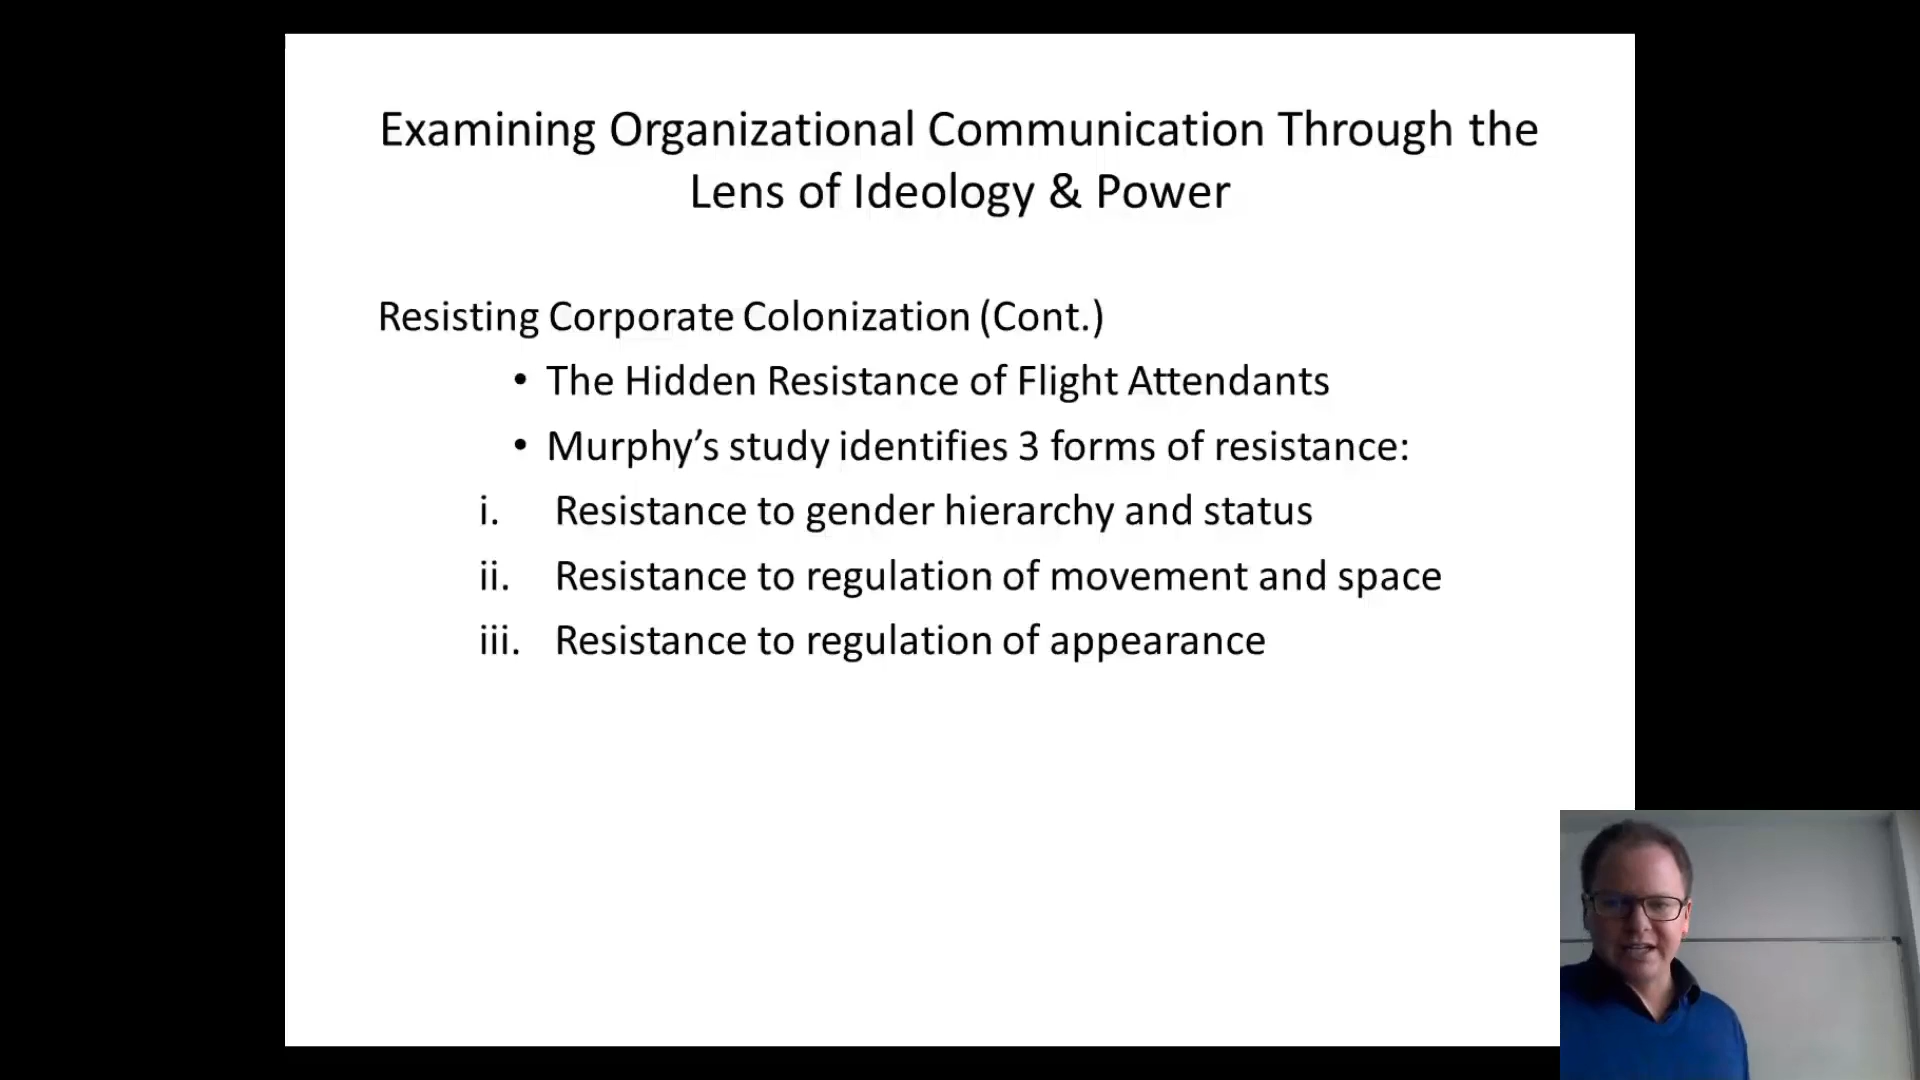 Examining Organizational Communication Through the
Lens of Ideology & Power
Resisting Corporate Colonization (Cont.)
• The Hidden Resistance of Flight Attendants
• Murphy’s study identifies 3 forms of resistance:
i. Resistance to gender hierarchy and status
ii. Resistance to regulation of movement and space
iii. Resistance to regulation of appearance